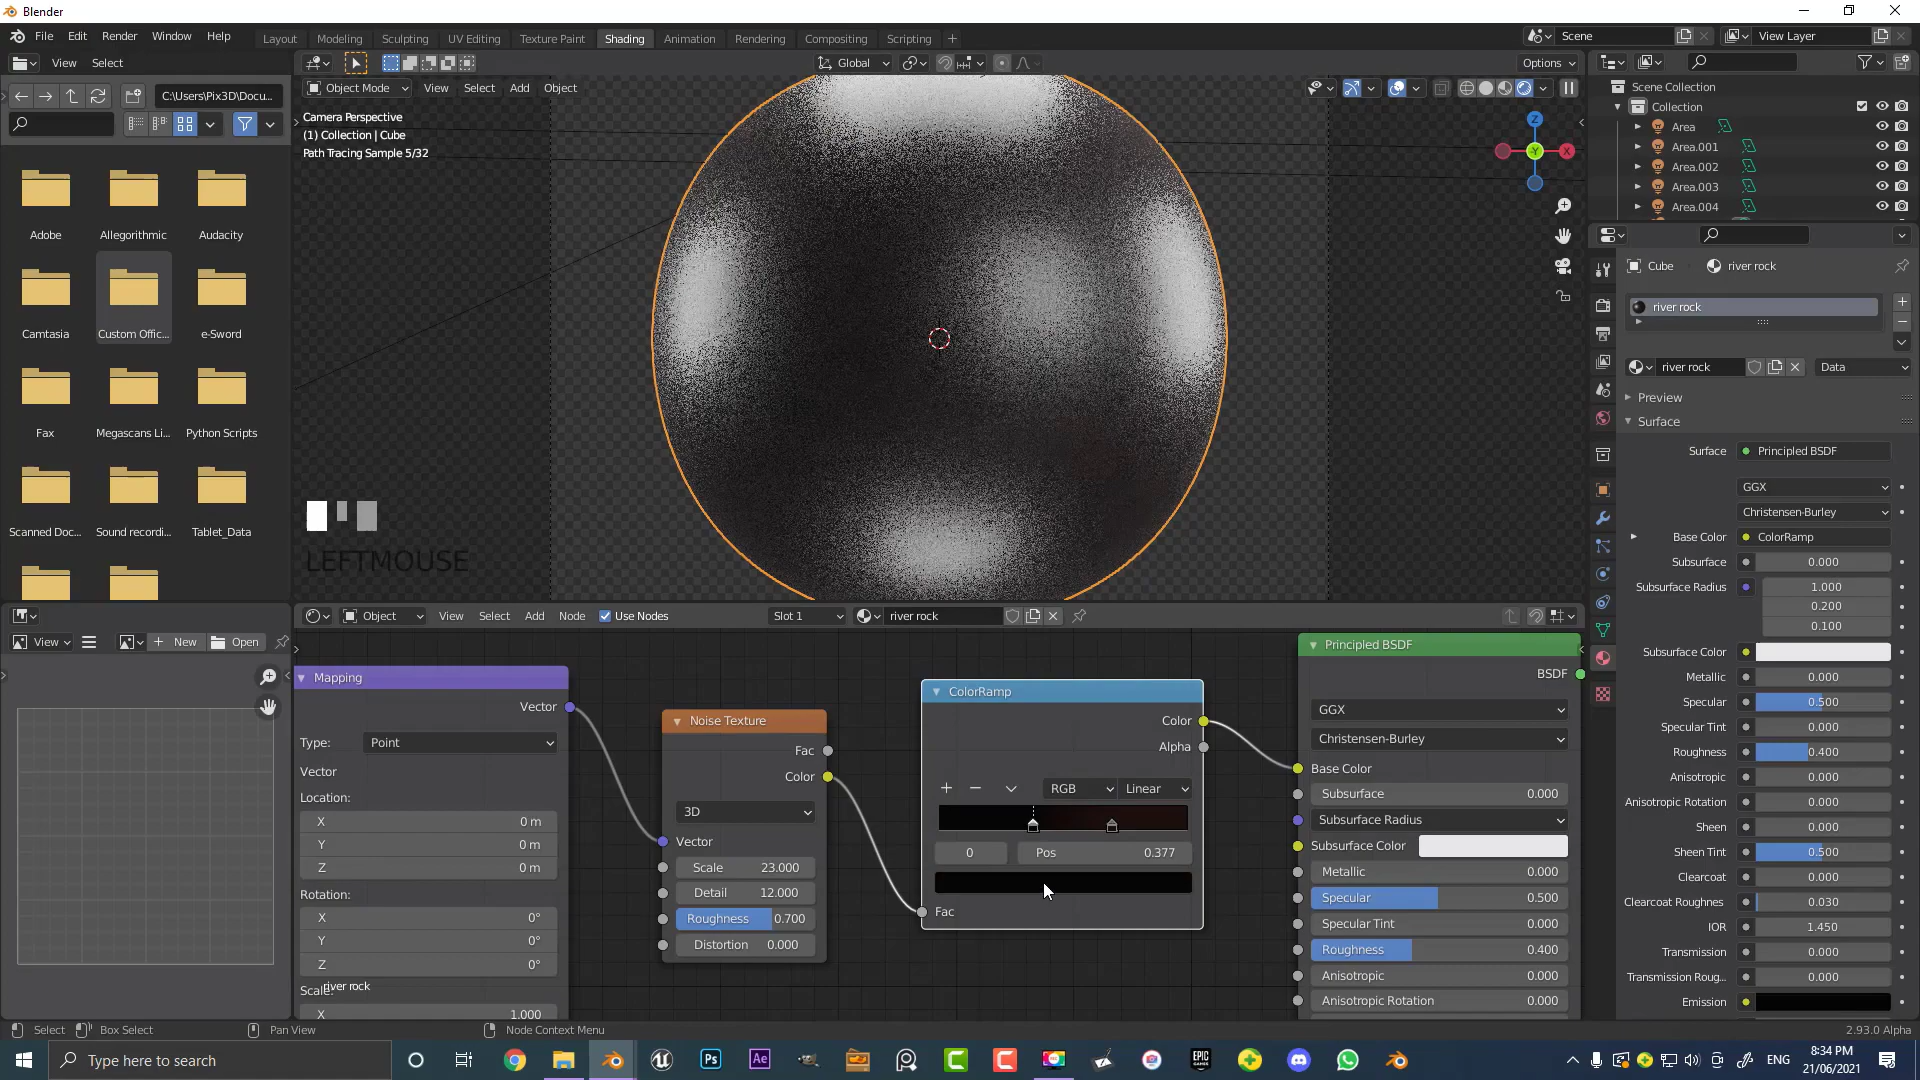 Blender
File Edit Render Window Help
Layout Modeling Sculpting UV Editing Texture Paint Shading Animation Rendering Compositing Scripting +
Scene
View Layer
View Select
Global
Options
C:\Users\Pix3D\Docu...
Object Mode View Select Add Object
Camera Perspective
(1) Collection | Cube
Path Tracing Sample 5/32
Z
Y
X
LEFTMOUSE
Adobe Allegorithmic Audacity
Camtasia Custom Offic... e-Sword
Fax Megascans Li... Python Scripts
Scanned Doc... Sound recordi... Tablet_Data
Scene Collection
Collection
Area
Area.001
Area.002
Area.003
Area.004
Cube river rock
river rock
river rock Data
Preview
Surface
Surface Principled BSDF
GGX
Christensen-Burley
Base Color ColorRamp
Subsurface 0.000
Subsurface Radius 1.000
0.200
0.100
Subsurface Color
Metallic 0.000
Specular 0.500
Specular Tint 0.000
Roughness 0.400
Anisotropic 0.000
Anisotropic Rotation 0.000
Sheen 0.000
Sheen Tint 0.500
Clearcoat 0.000
Clearcoat Roughnes 0.030
IOR 1.450
Transmission 0.000
Transmission Roug... 0.000
Emission
View + New Open
Object View Select Add Node Use Nodes Slot 1 river rock
Mapping
Vector
Type: Point
Vector
Location:
X 0 m
Y 0 m
Z 0 m
Rotation:
X 0°
Y 0°
Z 0°
Scale:
X 1.000
river rock
Noise Texture
Fac
Color
3D
Vector
Scale 23.000
Detail 12.000
Roughness 0.700
Distortion 0.000
ColorRamp
Color
Alpha
+ − RGB Linear
0 Pos 0.377
Fac
Principled BSDF
BSDF
GGX
Christensen-Burley
Base Color
Subsurface 0.000
Subsurface Radius
Subsurface Color
Metallic 0.000
Specular 0.500
Specular Tint 0.000
Roughness 0.400
Anisotropic 0.000
Anisotropic Rotation 0.000
Select Box Select Pan View Node Context Menu 2.93.0 Alpha
Type here to search
Ps
Ae
EPIC GAMES
ENG
8:34 PM
21/06/2021